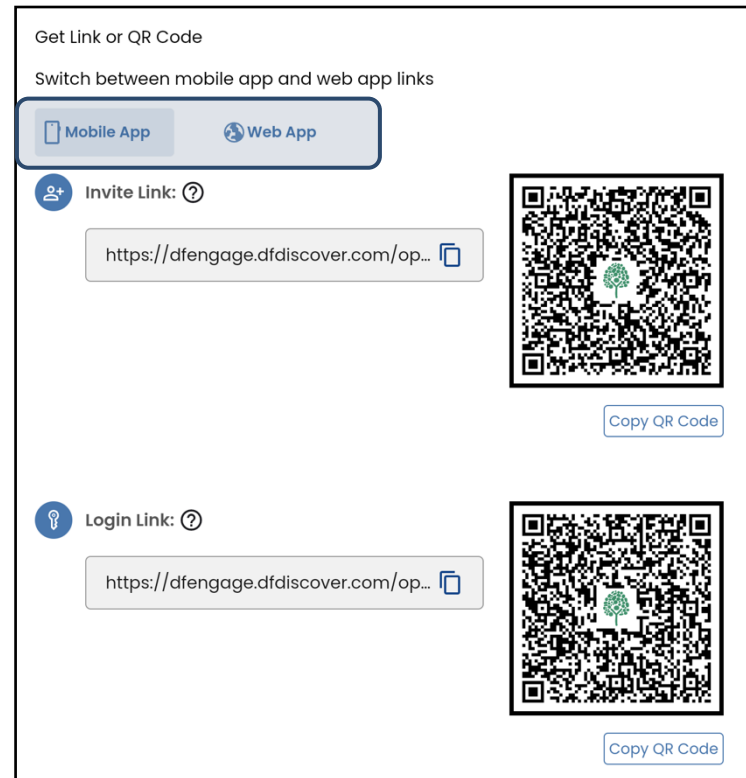 Get Link or QR Code
Switch between mobile app and web app links
Mobile App Web App
Invite Link: ?
https://dfengage.dfdiscover.com/op...
Copy QR Code
Login Link: ?
https://dfengage.dfdiscover.com/op...
Copy QR Code